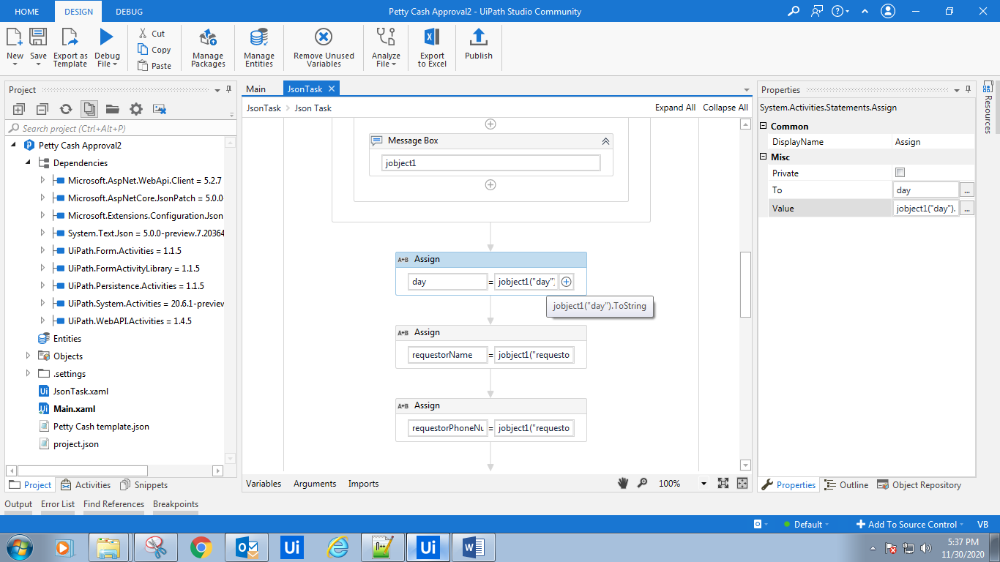 HOME DESIGN DEBUG Petty Cash Approval2 - UiPath Studio Community
New Save Export as Template Debug File Cut Copy Paste Manage Packages Manage Entities Remove Unused Variables Analyze File Export to Excel Publish
Project
Search project (Ctrl+Alt+P)
Petty Cash Approval2
Dependencies
Microsoft.AspNet.WebApi.Client = 5.2.7
Microsoft.AspNetCore.JsonPatch = 5.0.0
Microsoft.Extensions.Configuration.Json
System.Text.Json = 5.0.0-preview.7.20364
UiPath.Form.Activities = 1.1.5
UiPath.FormActivityLibrary = 1.1.5
UiPath.Persistence.Activities = 1.1.5
UiPath.System.Activities = 20.6.1-preview
UiPath.WebAPI.Activities = 1.4.5
Entities
Objects
.settings
JsonTask.xaml
Main.xaml
Petty Cash template.json
project.json
Project Activities Snippets
Main JsonTask
JsonTask > Json Task Expand All Collapse All
Message Box
jobject1
A+B Assign
day = jobject1("day")
jobject1("day").ToString
A+B Assign
requestorName = jobject1("requesto
A+B Assign
requestorPhoneNu = jobject1("requesto
Variables Arguments Imports 100%
Properties
System.Activities.Statements.Assign
Common
DisplayName Assign
Misc
Private
To day ...
Value jobject1("day"). ...
Properties Outline Object Repository
Resources
Output Error List Find References Breakpoints
Default Add To Source Control VB
5:37 PM
11/30/2020